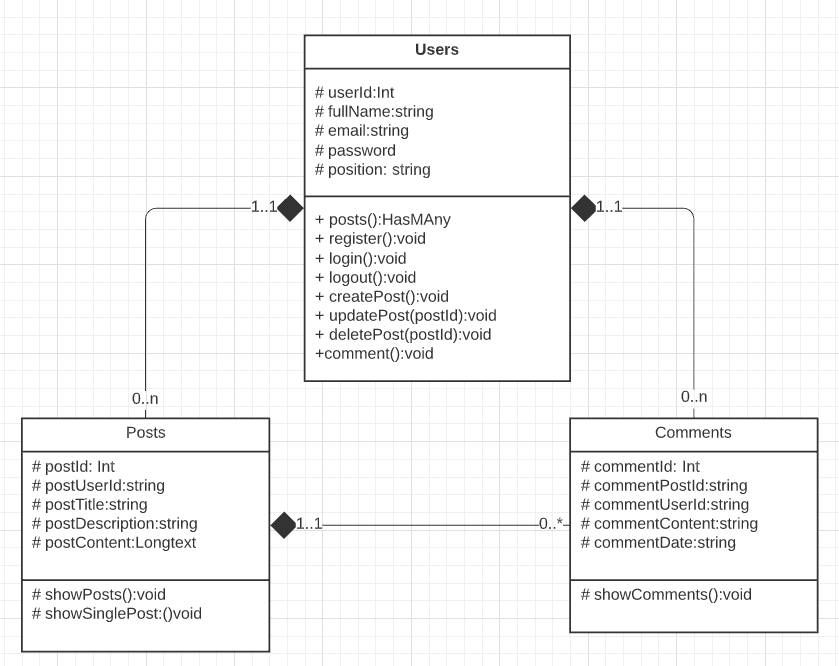 Users
# userId:Int
# fullName:string
# email:string
# password
# position: string
1..1
1..1
+ posts():HasMAny
+ register():void
+ login():void
+ logout():void
+ createPost():void
+ updatePost(postId):void
+ deletePost(postId):void
+comment():void
0..n
0..n
Posts
# postId: Int
# postUserId:string
# postTitle:string
# postDescription:string
# postContent:Longtext
# showPosts():void
# showSinglePost:()void
1..1
0..*
Comments
# commentId: Int
# commentPostId:string
# commentUserId:string
# commentContent:string
# commentDate:string
# showComments():void